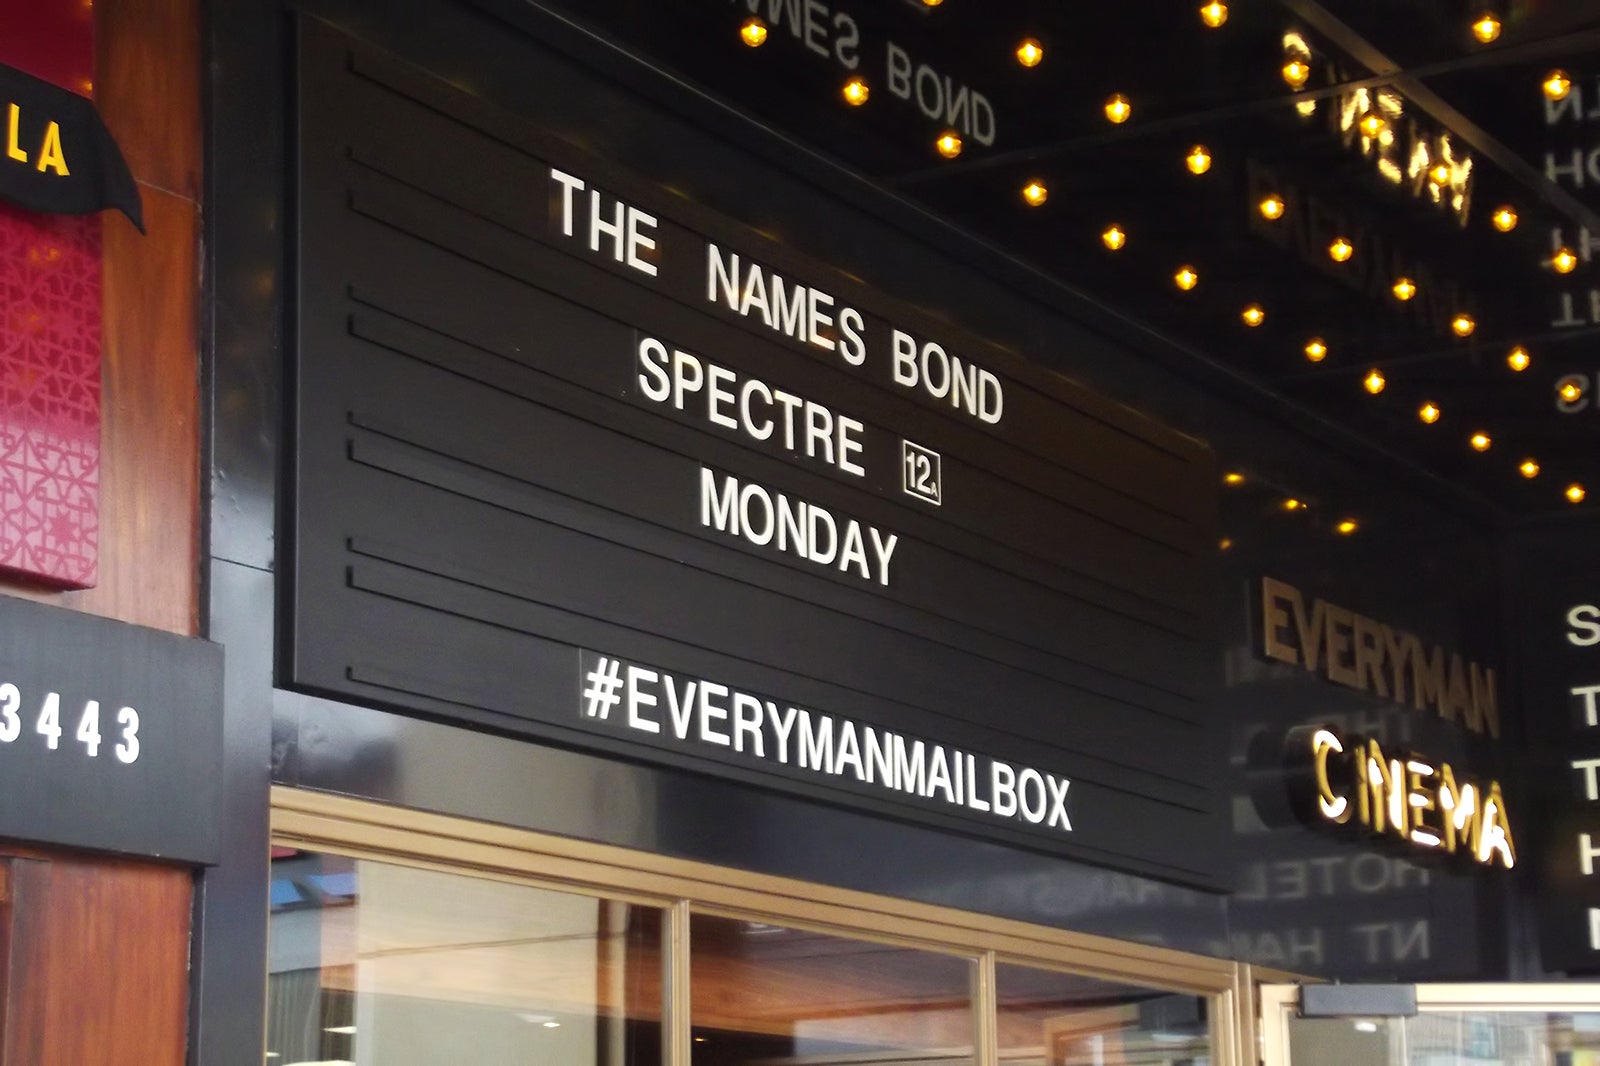 LA
3443
THE NAMES BOND
SPECTRE 12A
MONDAY
#EVERYMANMAILBOX
EVERYMAN
CINEMA